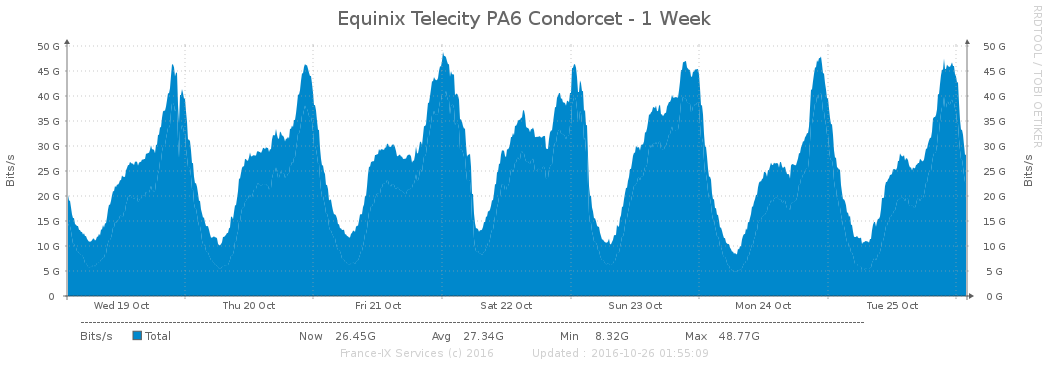 Equinix Telecity PA6 Condorcet - 1 Week
RRDTOOL / TOBI OETIKER
Bits/s
50 G 50 G
45 G 45 G
40 G 40 G
35 G 35 G
30 G 30 G
25 G 25 G
20 G 20 G
15 G 15 G
10 G 10 G
5 G 5 G
0 0 G
Bits/s
Wed 19 Oct Thu 20 Oct Fri 21 Oct Sat 22 Oct Sun 23 Oct Mon 24 Oct Tue 25 Oct
Bits/s Total Now 26.45G Avg 27.34G Min 8.32G Max 48.77G
France-IX Services (c) 2016 Updated : 2016-10-26 01:55:09